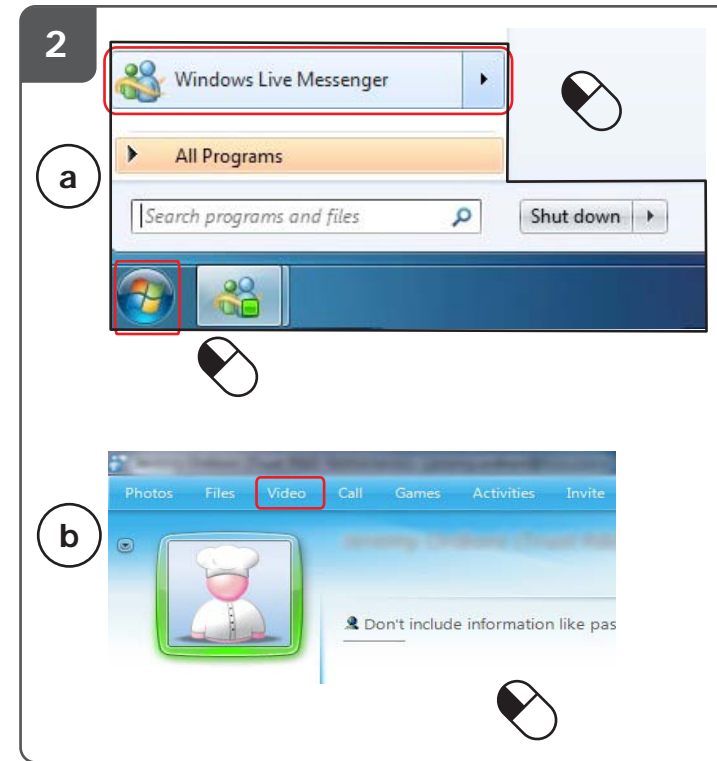 2
Windows Live Messenger
a
All Programs
Search programs and files
Shut down
b
Photos Files Video Call Games Activities Invite
Don't include information like pas